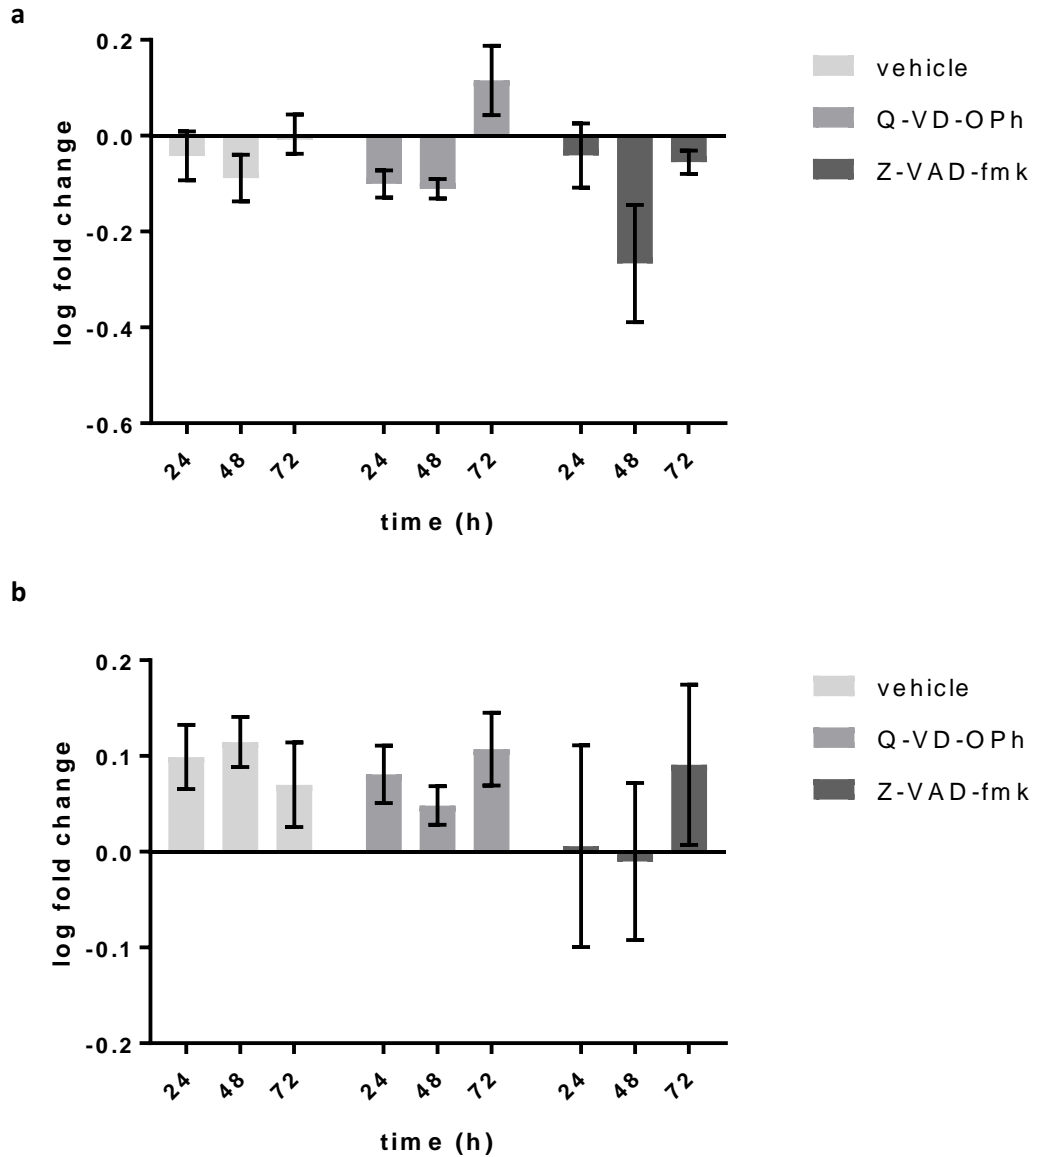 a
0.2
0.0
-0.2
-0.4
-0.6
log fold change
24 48 72 24 48 72 24 48 72
time (h)
vehicle
Q-VD-OPh
Z-VAD-fmk
b
0.2
0.1
0.0
-0.1
-0.2
log fold change
24 48 72 24 48 72 24 48 72
time (h)
vehicle
Q-VD-OPh
Z-VAD-fmk